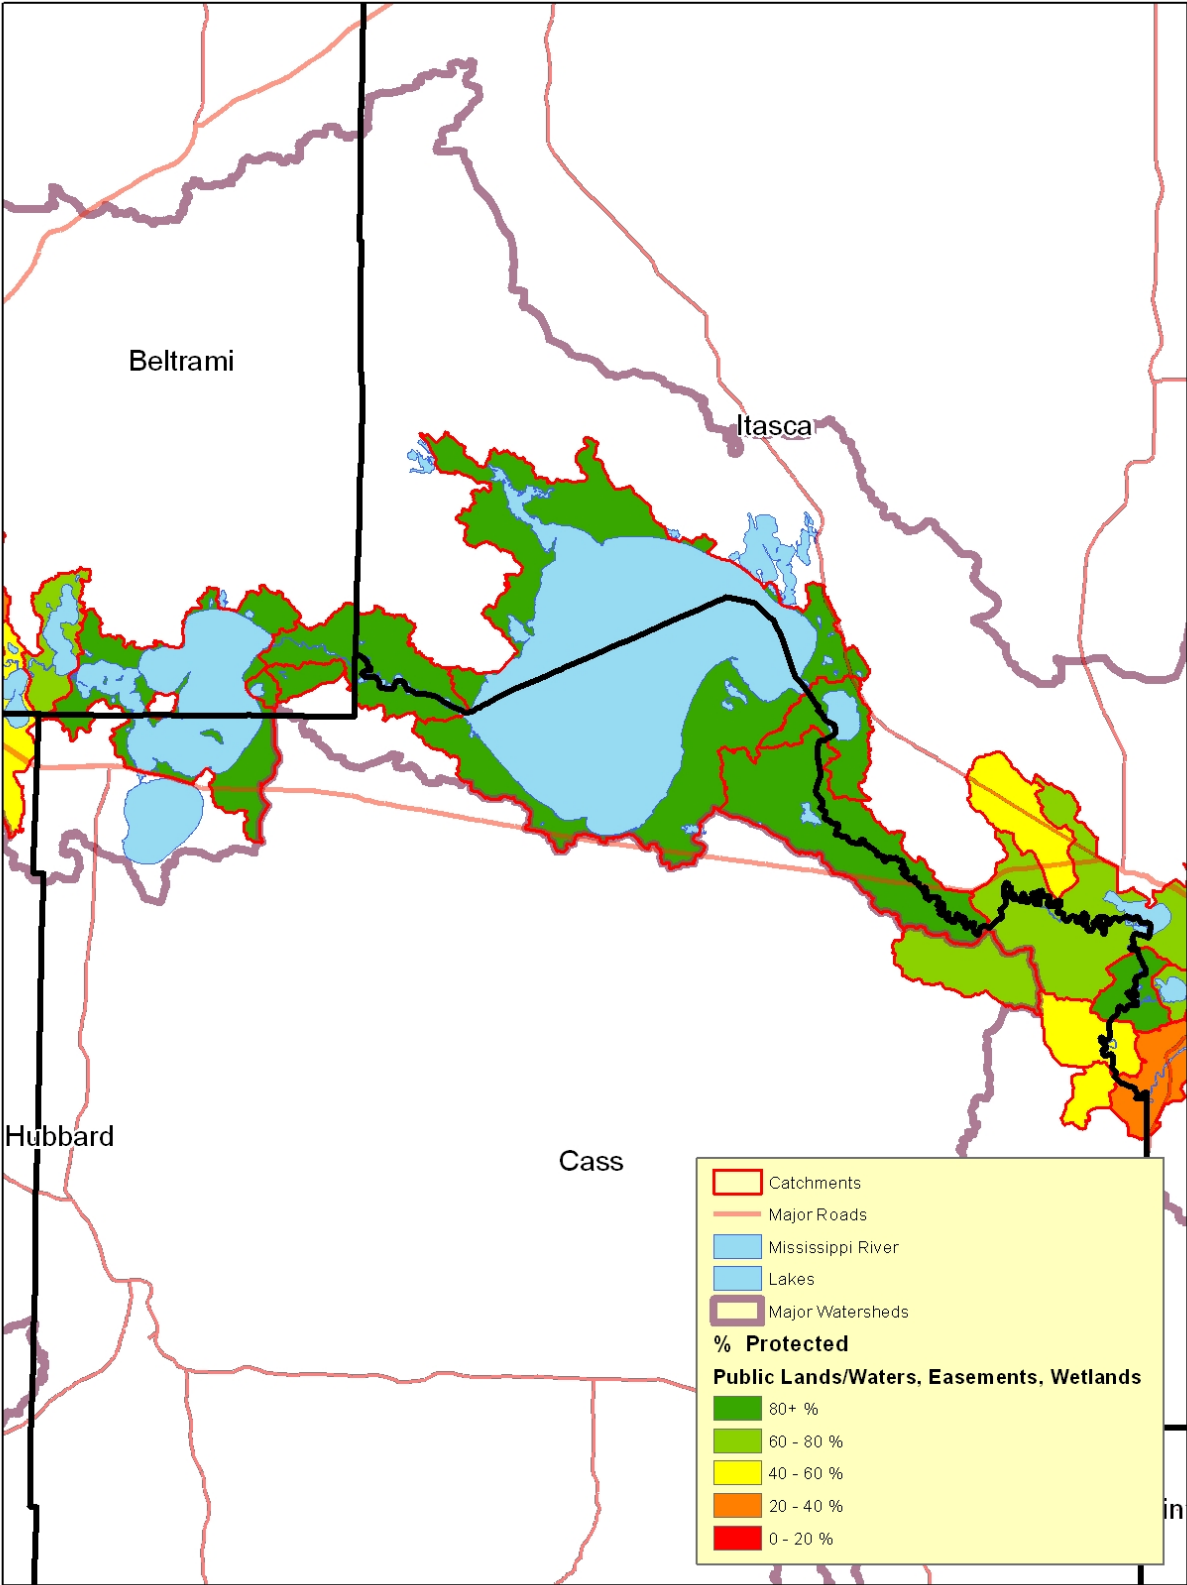 Beltrami
Itasca
Hubbard
Cass
Catchments
Major Roads
Mississippi River
Lakes
Major Watersheds
% Protected
Public Lands/Waters, Easements, Wetlands
80+ %
60 - 80 %
40 - 60 %
20 - 40 %
0 - 20 %
in